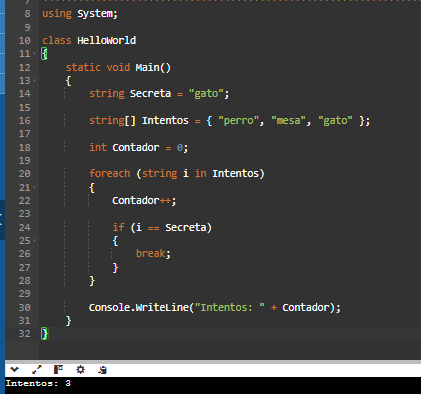 8 using System;
9
10 class HelloWorld
11 {
12 static void Main()
13 {
14 string Secreta = "gato";
15
16 string[] Intentos = { "perro", "mesa", "gato" };
17
18 int Contador = 0;
19
20 foreach (string i in Intentos)
21 {
22 Contador++;
23
24 if (i == Secreta)
25 {
26 break;
27 }
28 }
29
30 Console.WriteLine("Intentos: " + Contador);
31 }
32 }
Intentos: 3